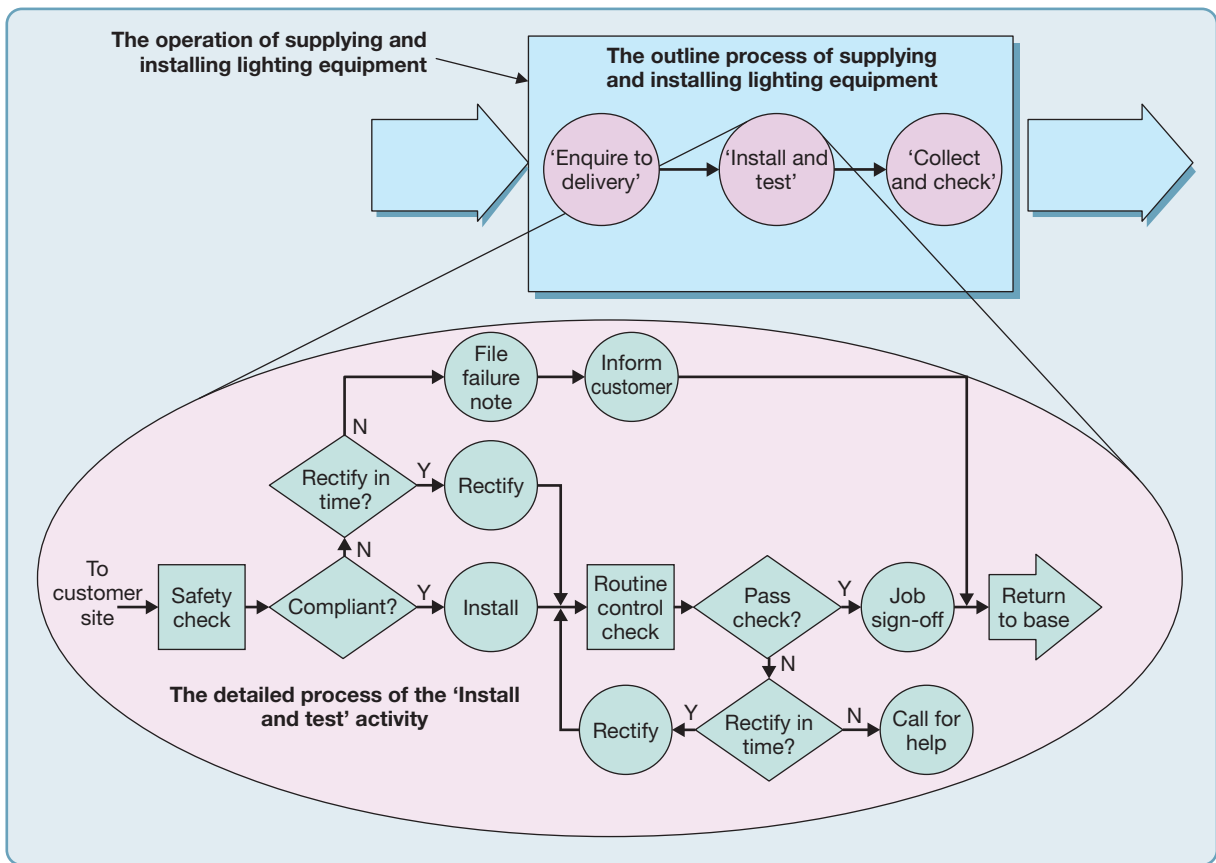 The operation of supplying and
installing lighting equipment
The outline process of supplying
and installing lighting equipment
‘Enquire to
delivery’
‘Install and
test’
‘Collect
and check’
File
failure
note
Inform
customer
N
Rectify in
time?
Y
Rectify
N
To
customer
site
Safety
check
Compliant?
Y
Install
Routine
control
check
Pass
check?
Y
Job
sign-off
Return
to base
N
The detailed process of the ‘Install
and test’ activity
Rectify
Y
Rectify in
time?
N
Call for
help